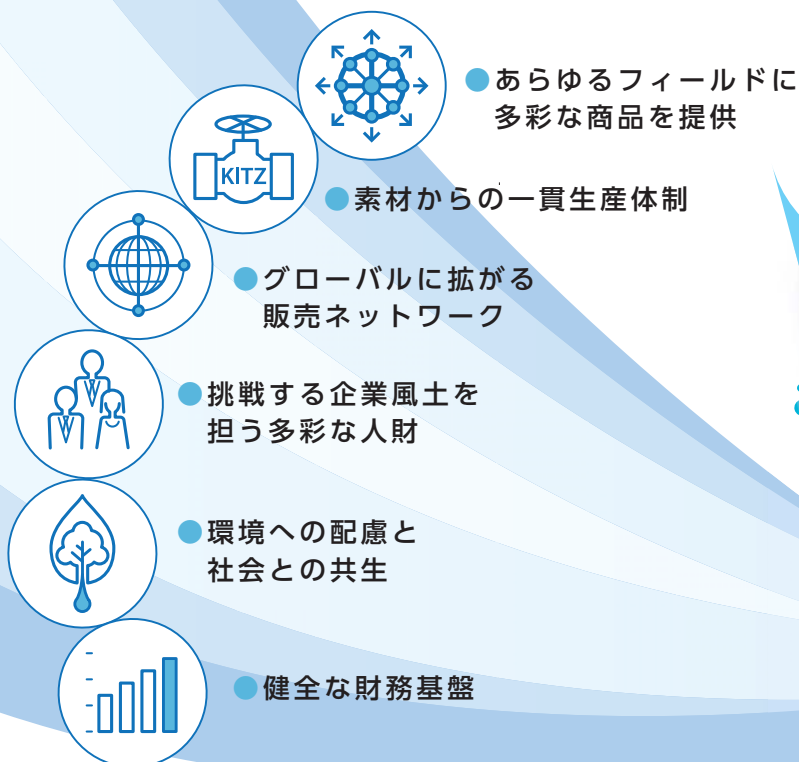 ●あらゆるフィールドに
多彩な商品を提供
KITZ
●素材からの一貫生産体制
●グローバルに拡がる
販売ネットワーク
●挑戦する企業風土を
担う多彩な人財
●環境への配慮と
社会との共生
●健全な財務基盤